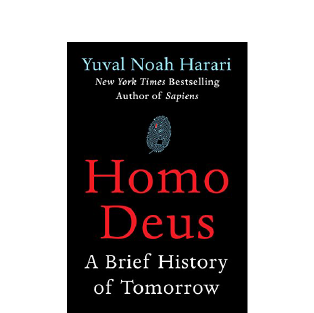 Yuval Noah Harari
New York Times Bestselling
Author of Sapiens
Homo
Deus
A Brief History
of Tomorrow